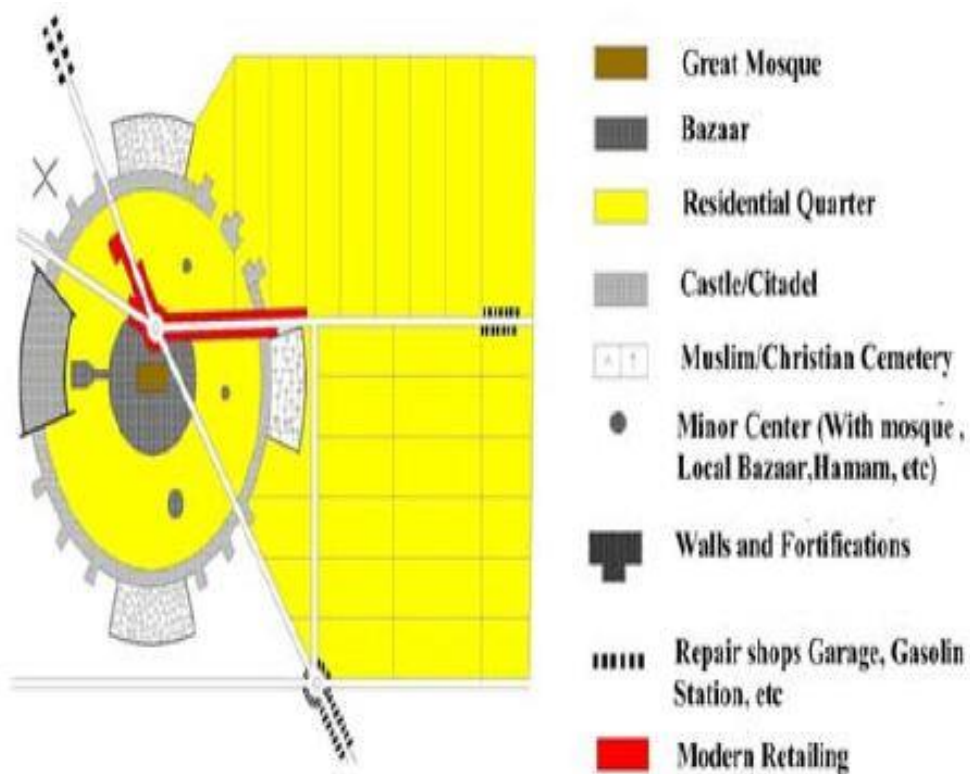 Great Mosque
Bazaar
Residential Quarter
Castle/Citadel
Muslim/Christian Cemetery
Minor Center (With mosque ,
Local Bazaar,Hamam, etc)
Walls and Fortifications
Repair shops Garage, Gasolin
Station, etc
Modern Retailing